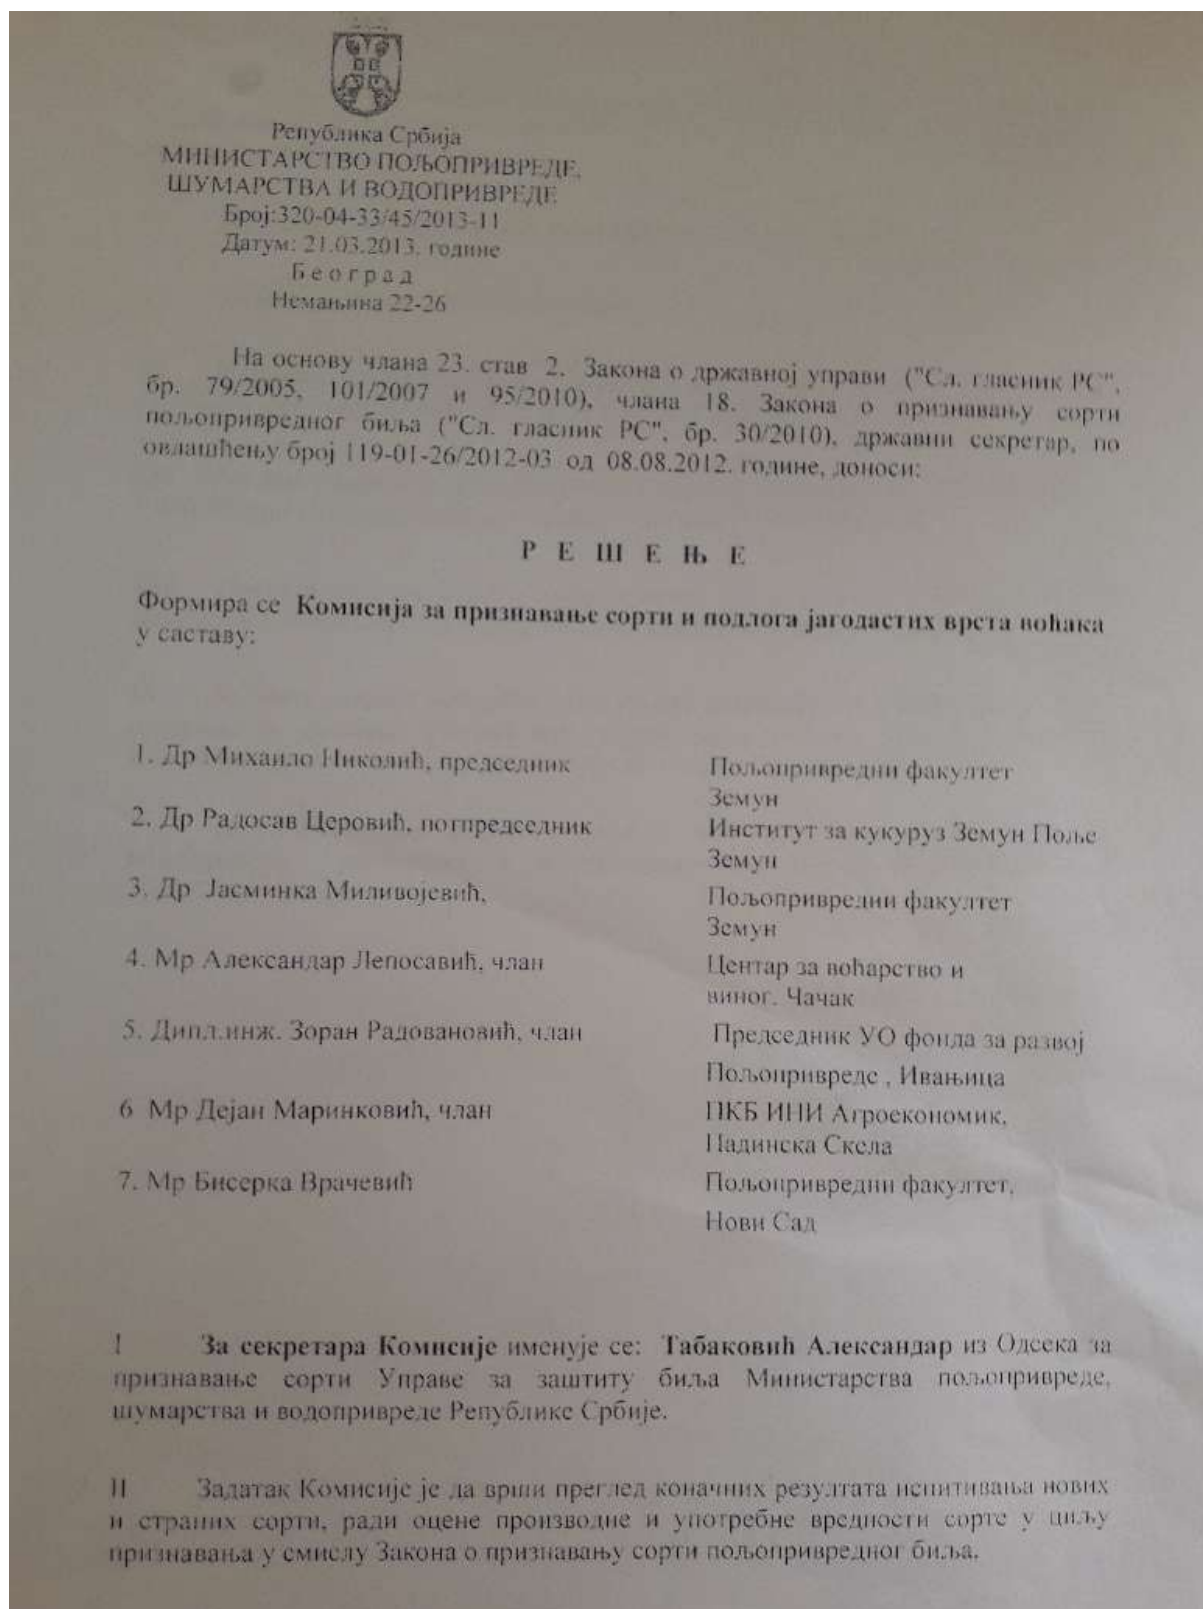 Република Србија
МИНИСТАРСТВО ПОЉОПРИВРЕДЕ,
ШУМАРСТВА И ВОДОПРИВРЕДЕ
Број:320-04-33/45/2013-11
Датум: 21.03.2013. године
Б е о г р а д
Немањина 22-26
На основу члана 23. став 2. Закона о државној управи ("Сл. гласник РС",
бр. 79/2005, 101/2007 и 95/2010), члана 18. Закона о признавању сорти
пољопривредног биља ("Сл. гласник РС", бр. 30/2010), државни секретар, по
овлашћењу број 119-01-26/2012-03 од 08.08.2012. године, доноси:
Р Е Ш Е Њ Е
Формира се Комисија за признавање сорти и подлога јагодастих врста воћака
у саставу:
1. Др Михаило Николић, председник
Пољопривредни факултет
Земун
2. Др Радосав Церовић, потпредседник
Институт за кукуруз Земун Поље
Земун
3. Др Јасминка Миливојевић,
Пољопривредни факултет
Земун
4. Мр Александар Лепосавић, члан
Центар за воћарство и
виног. Чачак
5. Дипл.инж. Зоран Радовановић, члан
Председник УО фонда за развој
Пољопривреде , Ивањица
6 Мр Дејан Маринковић, члан
ПКБ ИНИ Агроекономик,
Падинска Скела
7. Мр Бисерка Врачевић
Пољопривредни факултет,
Нови Сад
I За секретара Комисије именује се: Табаковић Александар из Одсека за
признавање сорти Управе за заштиту биља Министарства пољопривреде,
шумарства и водопривреде Републике Србије.
II Задатак Комисије је да врши преглед коначних резултата испитивања нових
и страних сорти, ради оцене производне и употребне вредности сорте у циљу
признавања у смислу Закона о признавању сорти пољопривредног биља.